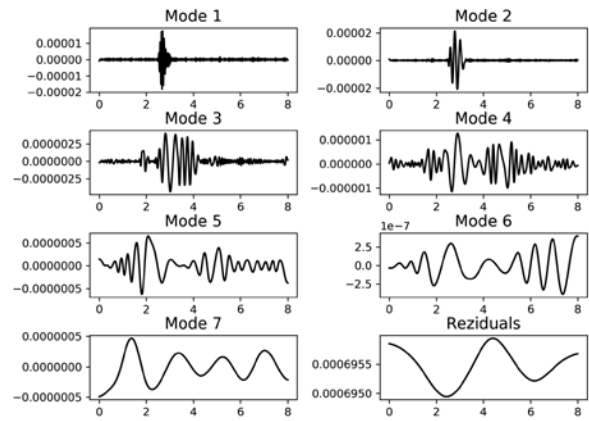 Mode 1
0.00001
0.00000
−0.00001
−0.00002
0 2 4 6 8
Mode 2
0.00002
0.00000
−0.00002
0 2 4 6 8
Mode 3
0.0000025
0.0000000
−0.0000025
0 2 4 6 8
Mode 4
0.000001
0.000000
−0.000001
0 2 4 6 8
Mode 5
0.0000005
0.0000000
−0.0000005
0 2 4 6 8
Mode 6
1e−7
2.5
0.0
−2.5
0 2 4 6 8
Mode 7
0.0000005
0.0000000
−0.0000005
0 2 4 6 8
Reziduals
0.0006955
0.0006950
0 2 4 6 8